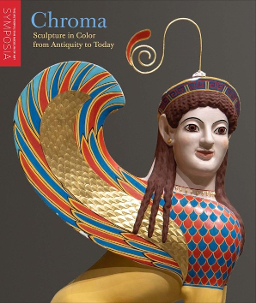 Chroma
Sculpture in Color
from Antiquity to Today
THE METROPOLITAN MUSEUM OF ART
SYMPOSIA